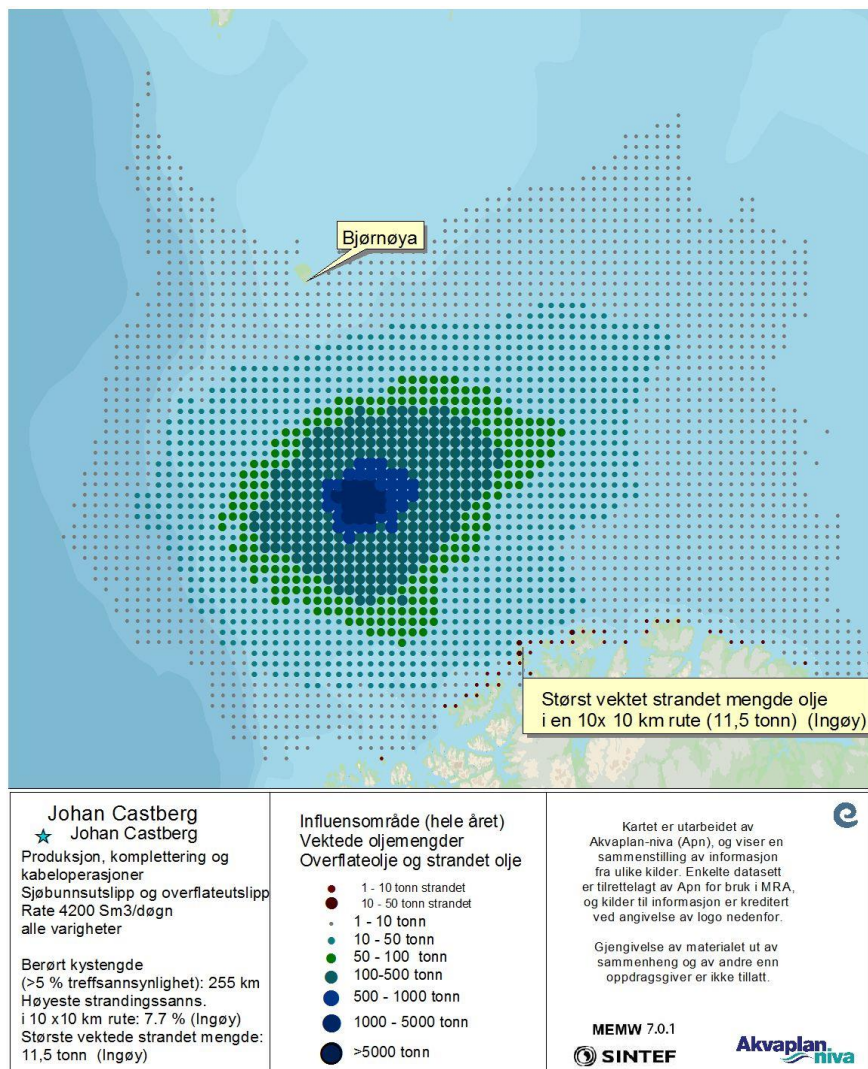 Bjørnøya
Størst vektet strandet mengde olje
i en 10x 10 km rute (11,5 tonn) (Ingøy)
Johan Castberg
Johan Castberg
Produksjon, komplettering og
kabeloperasjoner
Sjøbunnsutslipp og overflateutslipp
Rate 4200 Sm3/døgn
alle varigheter
Berørt kystengde
(>5 % treffsannsynlighet): 255 km
Høyeste strandingssanns.
i 10 x10 km rute: 7.7 % (Ingøy)
Største vektede strandet mengde:
11,5 tonn (Ingøy)
Influensområde (hele året)
Vektede oljemengder
Overflateolje og strandet olje
1 - 10 tonn strandet
10 - 50 tonn strandet
1 - 10 tonn
10 - 50 tonn
50 - 100 tonn
100-500 tonn
500 - 1000 tonn
1000 - 5000 tonn
>5000 tonn
Kartet er utarbeidet av
Akvaplan-niva (Apn), og viser en
sammenstilling av informasjon
fra ulike kilder. Enkelte datasett
er tilrettelagt av Apn for bruk i MRA,
og kilder til informasjon er kreditert
ved angivelse av logo nedenfor.
Gjengivelse av materialet ut av
sammenheng og av andre enn
oppdragsgiver er ikke tillatt.
MEMW 7.0.1
SINTEF
Akvaplan
niva